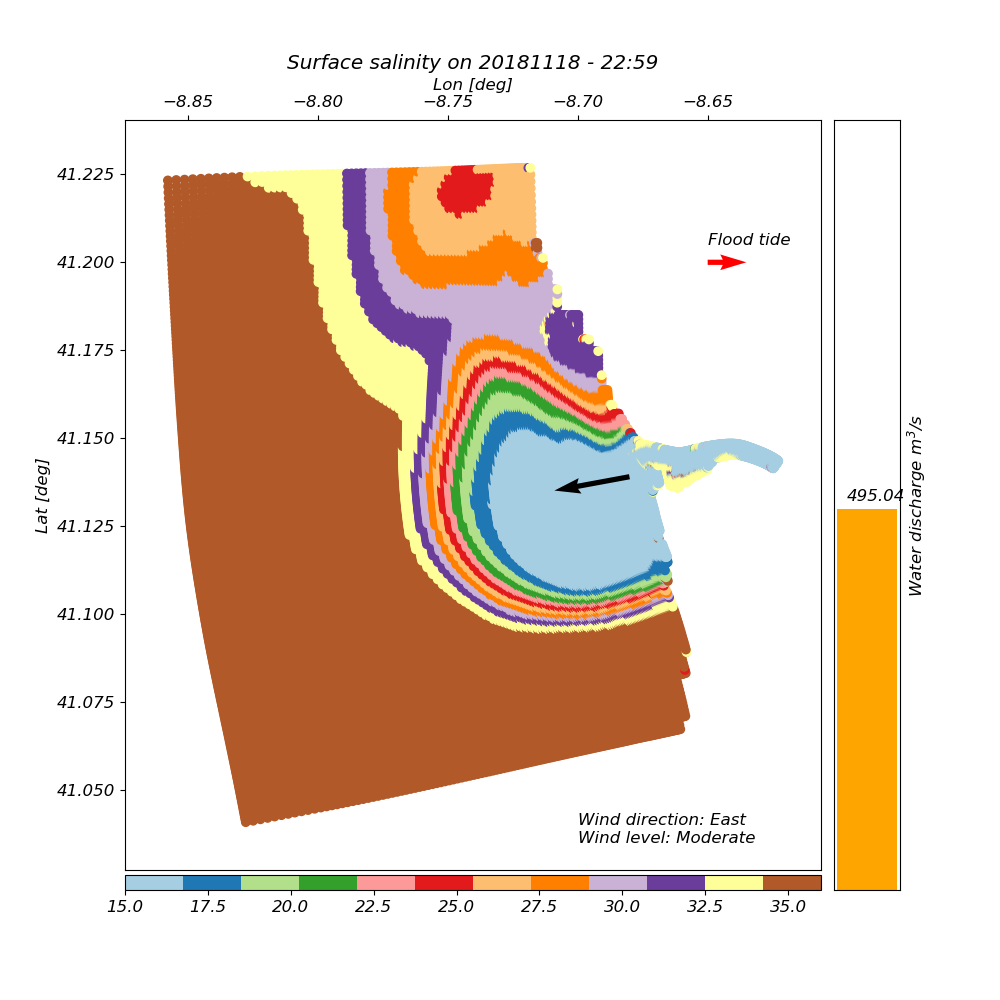 Surface salinity on 20181118 - 22:59
Lon [deg]
−8.85 −8.80 −8.75 −8.70 −8.65
41.225
41.200
41.175
41.150
41.125
41.100
41.075
41.050
Lat [deg]
Flood tide
Wind direction: East
Wind level: Moderate
495.04
Water discharge m³/s
15.0 17.5 20.0 22.5 25.0 27.5 30.0 32.5 35.0